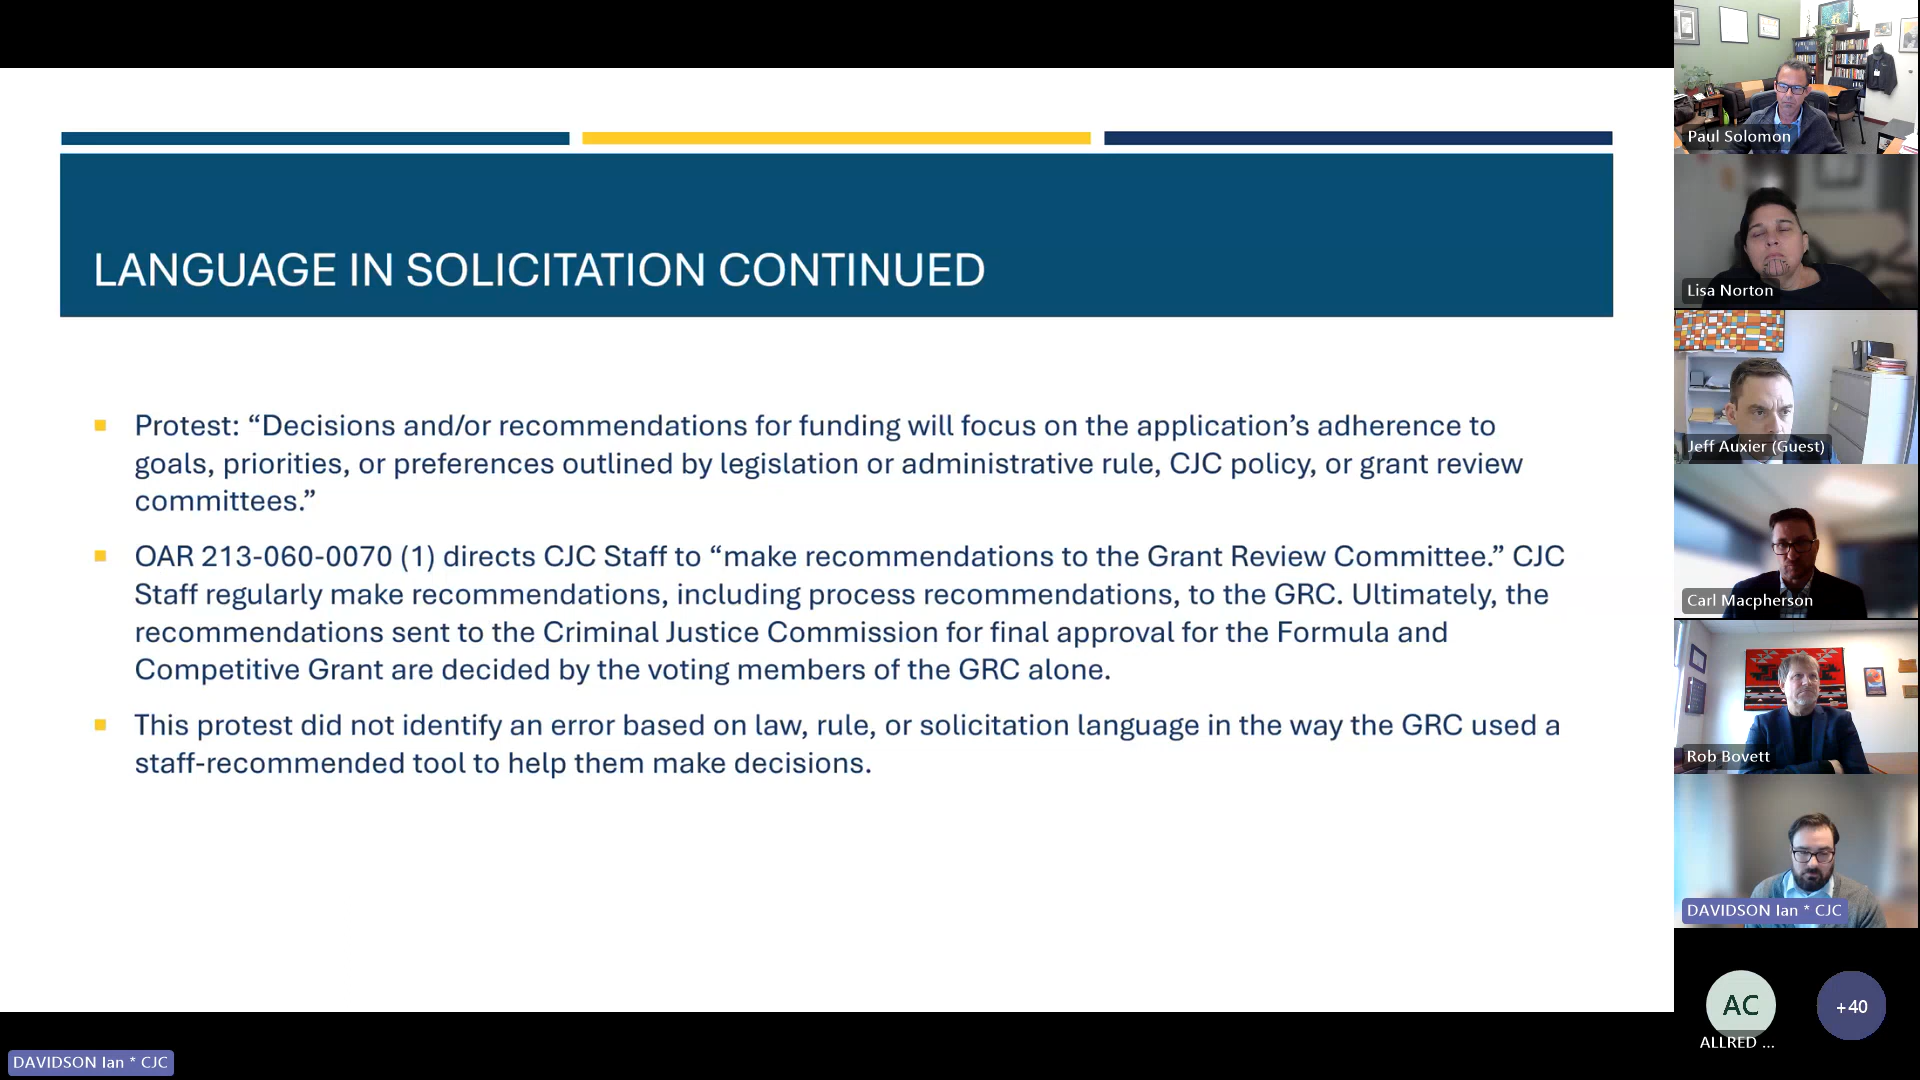 LANGUAGE IN SOLICITATION CONTINUED
Protest: “Decisions and/or recommendations for funding will focus on the application’s adherence to
goals, priorities, or preferences outlined by legislation or administrative rule, CJC policy, or grant review
committees.”
OAR 213-060-0070 (1) directs CJC Staff to “make recommendations to the Grant Review Committee.” CJC
Staff regularly make recommendations, including process recommendations, to the GRC. Ultimately, the
recommendations sent to the Criminal Justice Commission for final approval for the Formula and
Competitive Grant are decided by the voting members of the GRC alone.
This protest did not identify an error based on law, rule, or solicitation language in the way the GRC used a
staff-recommended tool to help them make decisions.
Paul Solomon
Lisa Norton
Jeff Auxier (Guest)
Carl Macpherson
Rob Bovett
DAVIDSON Ian * CJC
AC
+40
ALLRED ...
DAVIDSON Ian * CJC